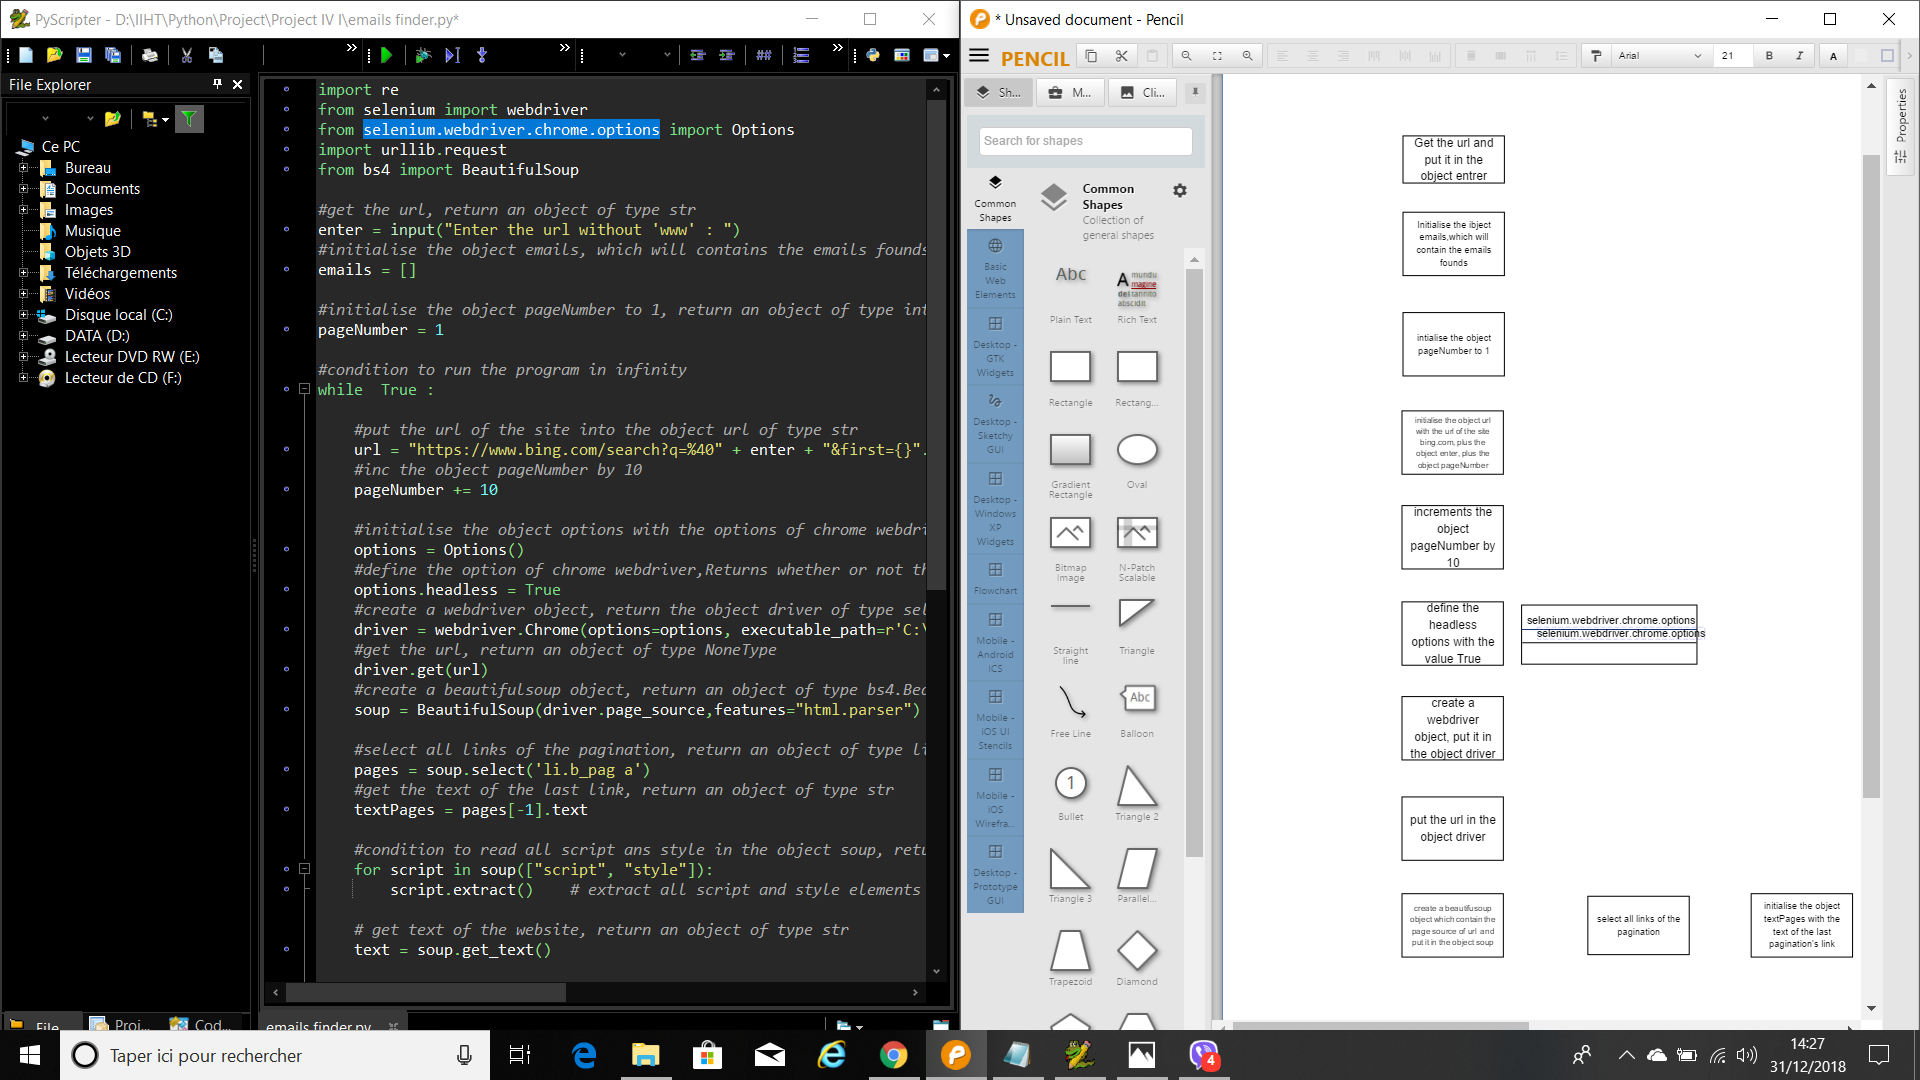 PyScripter - D:\IIHT\Python\Project\Project IV I\emails finder.py*
File Explorer
Ce PC
Bureau
Documents
Images
Musique
Objets 3D
Téléchargements
Vidéos
Disque local (C:)
DATA (D:)
Lecteur DVD RW (E:)
Lecteur de CD (F:)
File
Proj...
Cod...
import re
from selenium import webdriver
from selenium.webdriver.chrome.options import Options
import urllib.request
from bs4 import BeautifulSoup
#get the url, return an object of type str
enter = input("Enter the url without 'www' : ")
#initialise the object emails, which will contains the emails founds
emails = []
#initialise the object pageNumber to 1, return an object of type int
pageNumber = 1
#condition to run the program in infinity
while  True :
#put the url of the site into the object url of type str
url = "https://www.bing.com/search?q=%40" + enter + "&first={}".
#inc the object pageNumber by 10
pageNumber += 10
#initialise the object options with the options of chrome webdri
options = Options()
#define the option of chrome webdriver,Returns whether or not th
options.headless = True
#create a webdriver object, return the object driver of type sel
driver = webdriver.Chrome(options=options, executable_path=r'C:\
#get the url, return an object of type NoneType
driver.get(url)
#create a beautifulsoup object, return an object of type bs4.Bea
soup = BeautifulSoup(driver.page_source,features="html.parser")
#select all links of the pagination, return an object of type li
pages = soup.select('li.b_pag a')
#get the text of the last link, return an object of type str
textPages = pages[-1].text
#condition to read all script ans style in the object soup, retu
for script in soup(["script", "style"]):
script.extract()    # extract all script and style elements
# get text of the website, return an object of type str
text = soup.get_text()
emails finder.py
* Unsaved document - Pencil
PENCIL
Arial
21
B
I
A
Sh...
M...
Cli...
Search for shapes
Common
Shapes
Basic
Web
Elements
Desktop -
GTK
Widgets
Desktop -
Sketchy
GUI
Desktop -
Windows
XP
Widgets
Flowchart
Mobile -
Android
ICS
Mobile -
iOS UI
Stencils
Mobile -
iOS
Wirefra...
Desktop -
Prototype
GUI
Common
Shapes
Collection of
general shapes
Abc
A mundu
magine
del tannito
abscidit
Plain Text
Rich Text
Rectangle
Rectang...
Gradient
Rectangle
Oval
Bitmap
Image
N-Patch
Scalable
Straight
line
Triangle
Abc
Free Line
Balloon
1
Bullet
Triangle 2
Triangle 3
Parallel...
Trapezoid
Diamond
Get the url and
put it in the
object entrer
Initialise the ibject
emails,which will
contain the emails
founds
intialise the object
pageNumber to 1
initialise the object url
with the url of the site
bing.com, plus the
object enter, plus the
object pageNumber
increments the
object
pageNumber by
10
define the
headless
options with the
value True
selenium.webdriver.chrome.options
selenium.webdriver.chrome.options
create a
webdriver
object, put it in
the object driver
put the url in the
object driver
create a beautifusoup
object which contain the
page source of url and
put it in the object soup
select all links of the
pagination
initialise the object
textPages with the
text of the last
pagination's link
Properties
Taper ici pour rechercher
4
14:27
31/12/2018